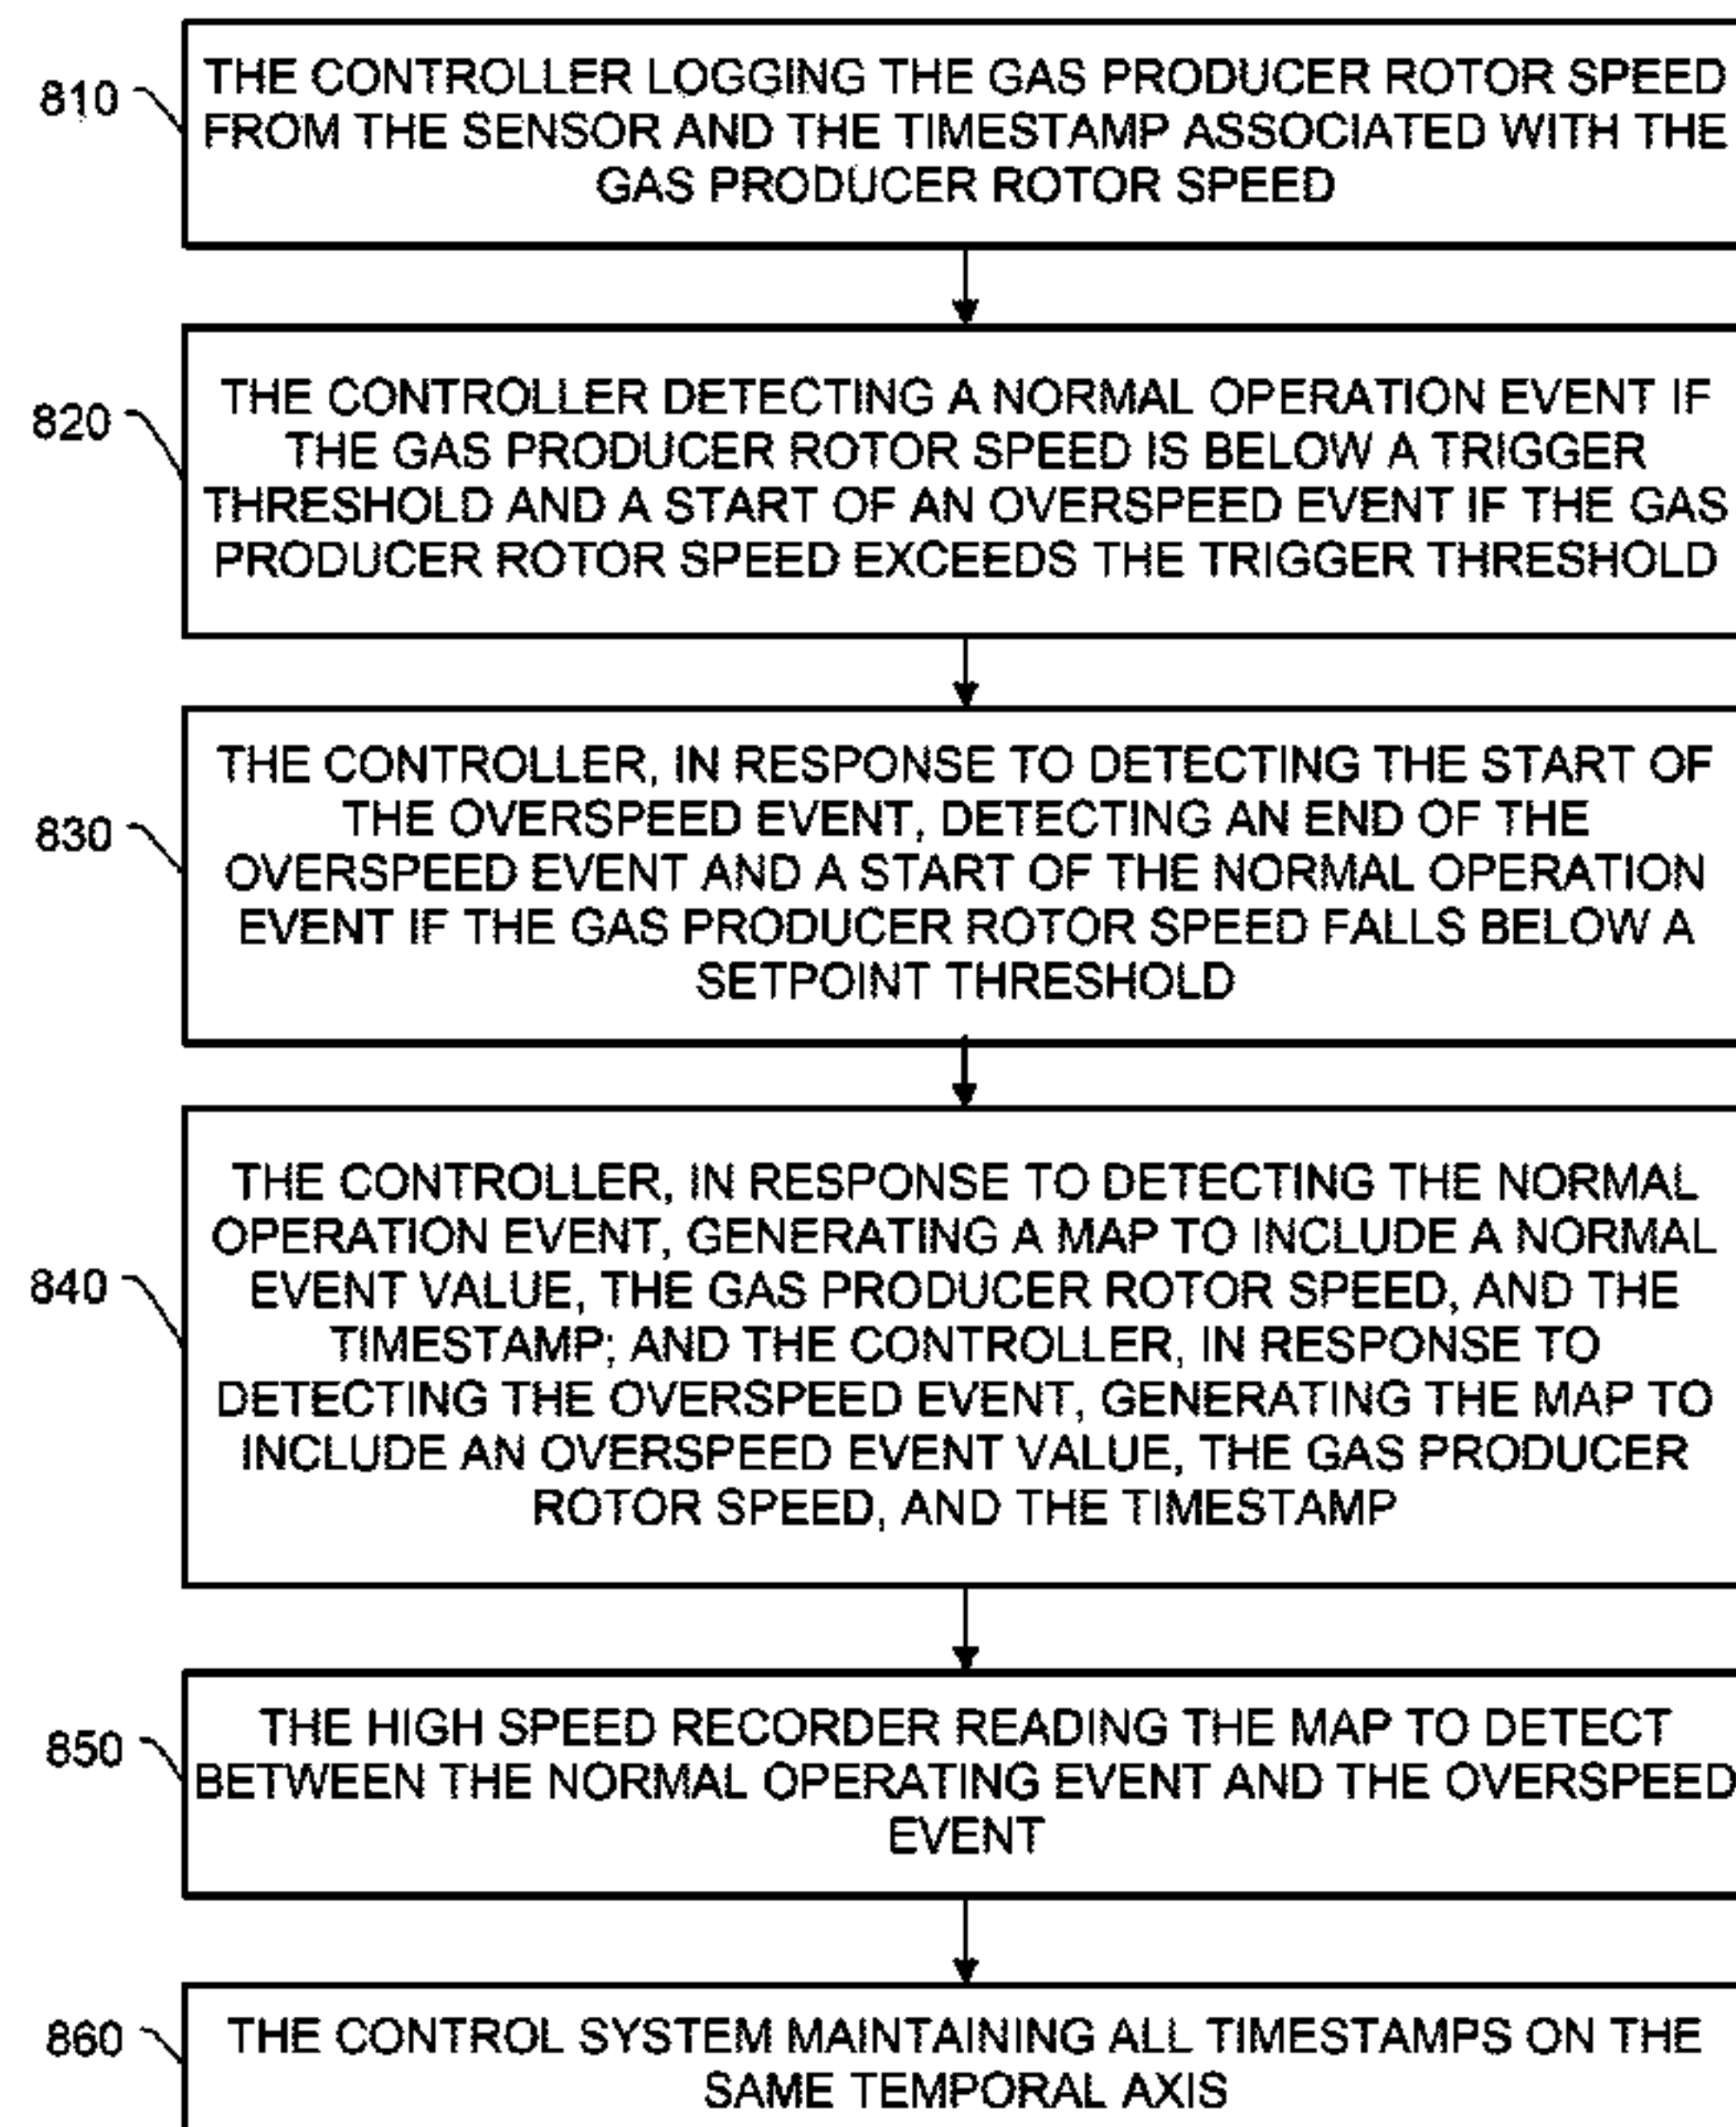 810
THE CONTROLLER LOGGING THE GAS PRODUCER ROTOR SPEED
FROM THE SENSOR AND THE TIMESTAMP ASSOCIATED WITH THE
GAS PRODUCER ROTOR SPEED
820
THE CONTROLLER DETECTING A NORMAL OPERATION EVENT IF
THE GAS PRODUCER ROTOR SPEED IS BELOW A TRIGGER
THRESHOLD AND A START OF AN OVERSPEED EVENT IF THE GAS
PRODUCER ROTOR SPEED EXCEEDS THE TRIGGER THRESHOLD
830
THE CONTROLLER, IN RESPONSE TO DETECTING THE START OF
THE OVERSPEED EVENT, DETECTING AN END OF THE
OVERSPEED EVENT AND A START OF THE NORMAL OPERATION
EVENT IF THE GAS PRODUCER ROTOR SPEED FALLS BELOW A
SETPOINT THRESHOLD
840
THE CONTROLLER, IN RESPONSE TO DETECTING THE NORMAL
OPERATION EVENT, GENERATING A MAP TO INCLUDE A NORMAL
EVENT VALUE, THE GAS PRODUCER ROTOR SPEED, AND THE
TIMESTAMP; AND THE CONTROLLER, IN RESPONSE TO
DETECTING THE OVERSPEED EVENT, GENERATING THE MAP TO
INCLUDE AN OVERSPEED EVENT VALUE, THE GAS PRODUCER
ROTOR SPEED, AND THE TIMESTAMP
850
THE HIGH SPEED RECORDER READING THE MAP TO DETECT
BETWEEN THE NORMAL OPERATING EVENT AND THE OVERSPEED
EVENT
860
THE CONTROL SYSTEM MAINTAINING ALL TIMESTAMPS ON THE
SAME TEMPORAL AXIS